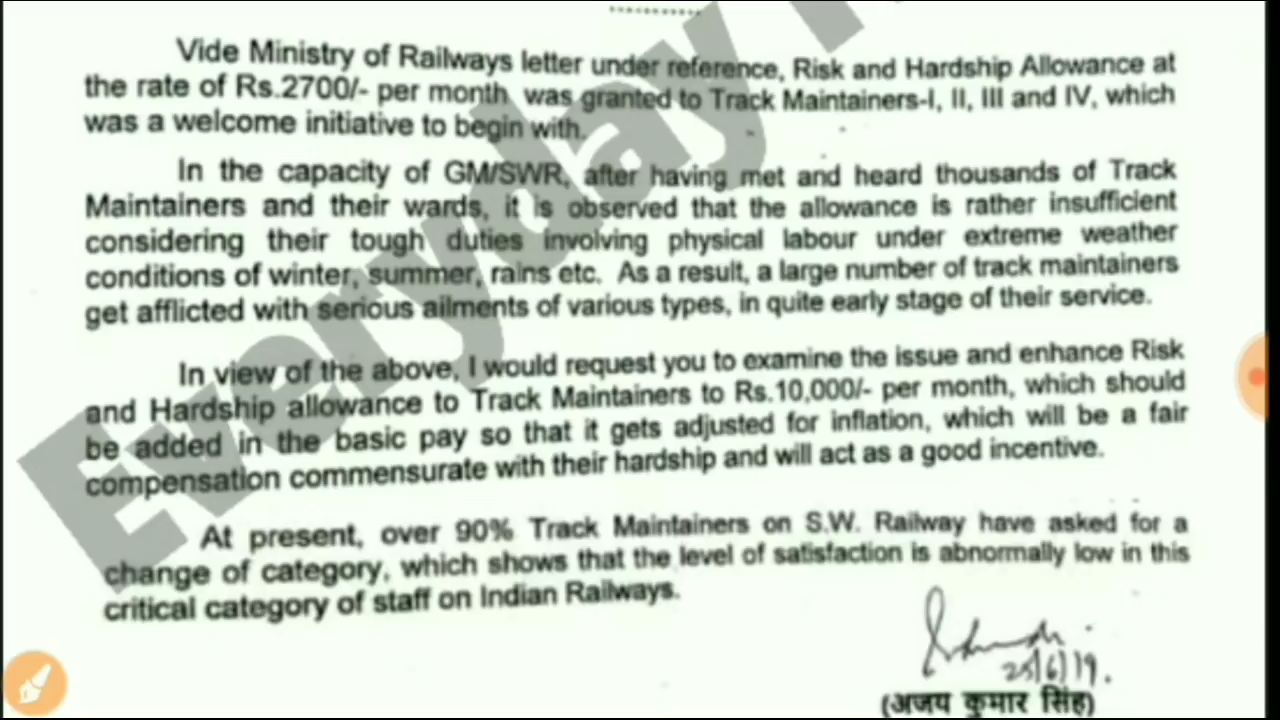 Vide Ministry of Railways letter under reference, Risk and Hardship Allowance at
the rate of Rs.2700/- per month was granted to Track Maintainers-I, II, III and IV, which
was a welcome initiative to begin with.
In the capacity of GM/SWR, after having met and heard thousands of Track
Maintainers and their wards, it is observed that the allowance is rather insufficient
considering their tough duties involving physical labour under extreme weather
conditions of winter, summer, rains etc. As a result, a large number of track maintainers
get afflicted with serious ailments of various types, in quite early stage of their service.
In view of the above, I would request you to examine the issue and enhance Risk
and Hardship allowance to Track Maintainers to Rs.10,000/- per month, which should
be added in the basic pay so that it gets adjusted for inflation, which will be a fair
compensation commensurate with their hardship and will act as a good incentive.
At present, over 90% Track Maintainers on S.W. Railway have asked for a
change of category, which shows that the level of satisfaction is abnormally low in this
critical category of staff on Indian Railways.
25/6/19.
(अजय कुमार सिंह)
Everyday